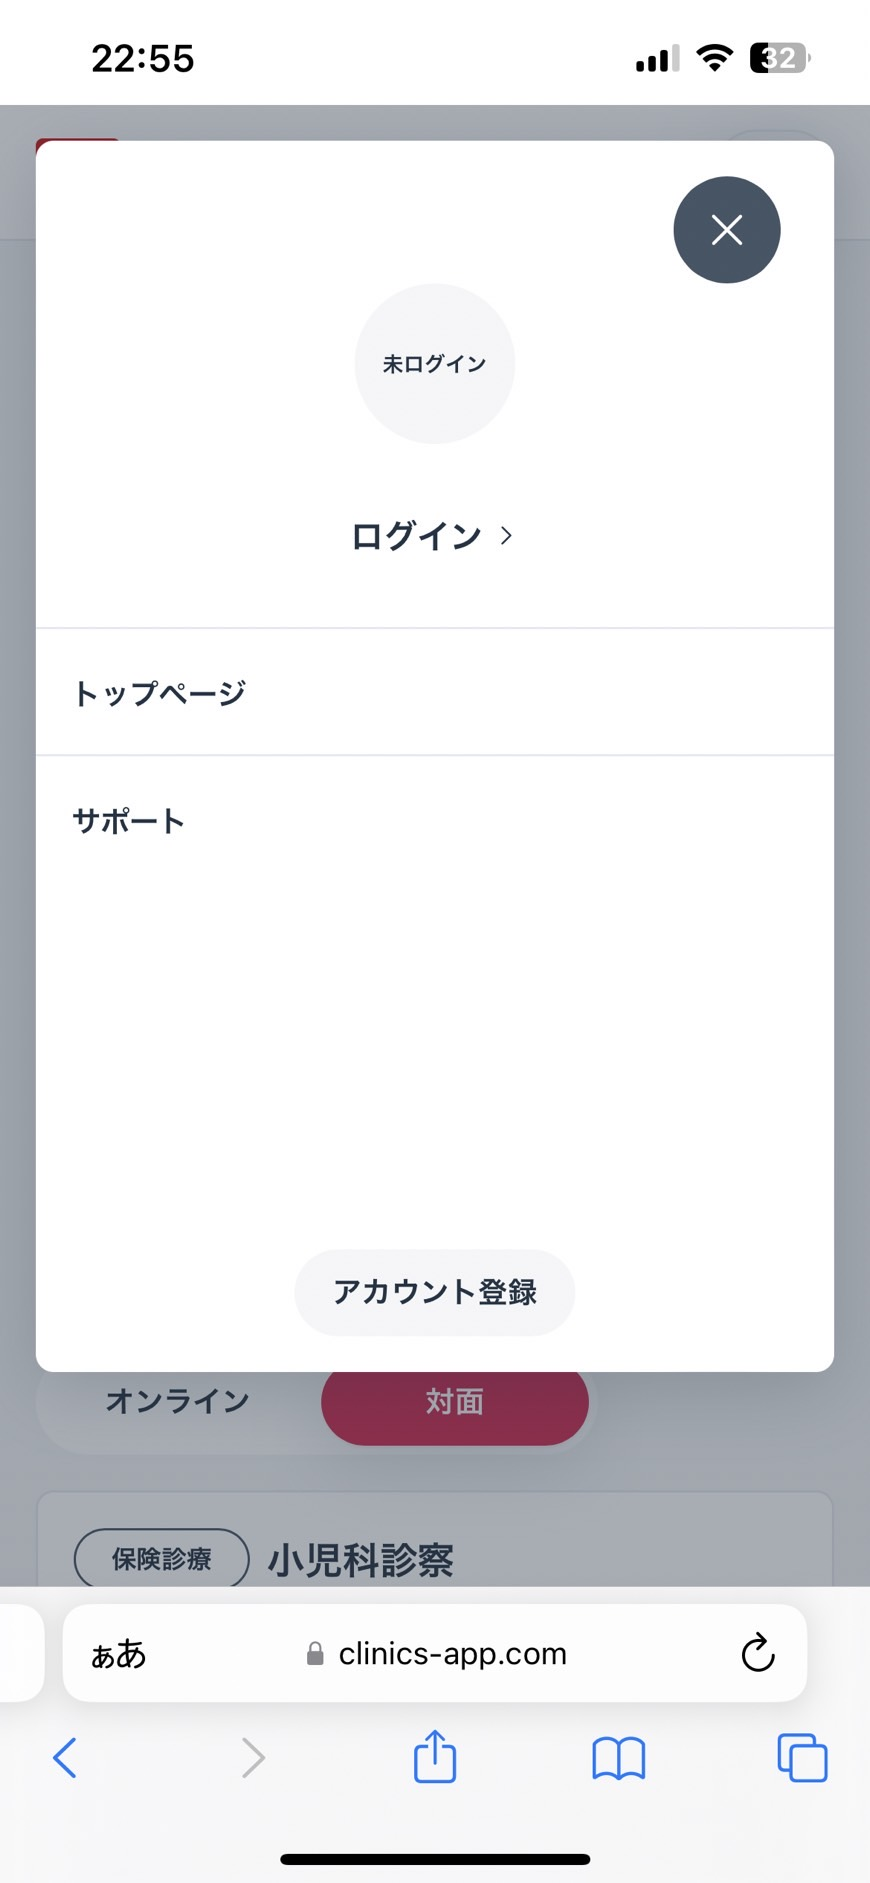 22:55
32
未ログイン
ログイン
トップページ
サポート
アカウント登録
オンライン 対面
保険診療 小児科診察
ぁあ clinics-app.com